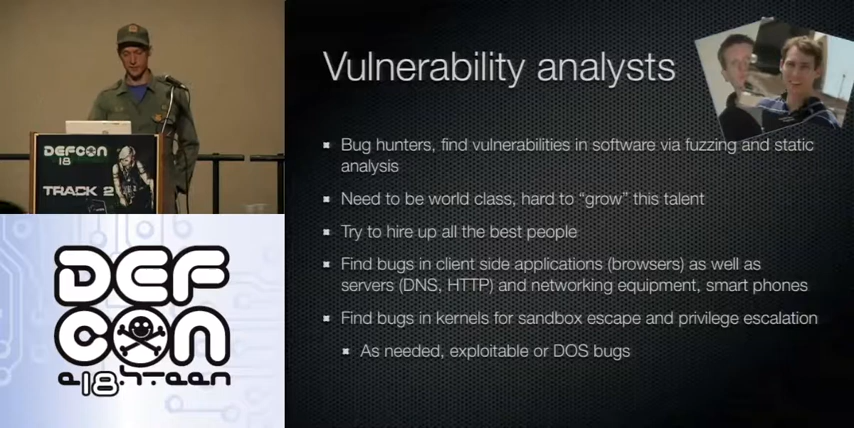 Vulnerability analysts
Bug hunters, find vulnerabilities in software via fuzzing and static
analysis
Need to be world class, hard to “grow” this talent
Try to hire up all the best people
Find bugs in client side applications (browsers) as well as
servers (DNS, HTTP) and networking equipment, smart phones
Find bugs in kernels for sandbox escape and privilege escalation
As needed, exploitable or DOS bugs
DEFCON
18
TRACK 2
DEF
CON
e18hteen